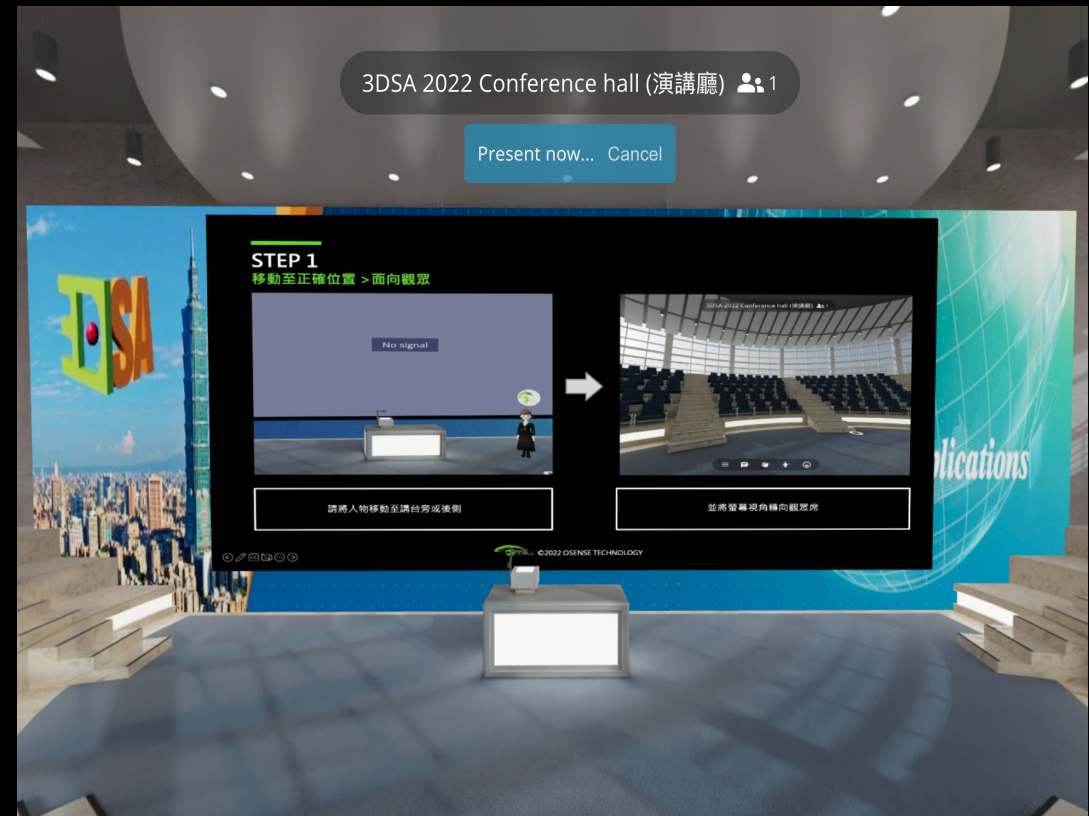 3DSA 2022 Conference hall (演講廳) 1
Present now... Cancel
3DSA
STEP 1
移動至正確位置 > 面向觀眾
No signal
3DSA 2022 Conference hall (演講廳) 1
lications
請將人物移動至講台旁或後側
並將螢幕視角轉向觀眾席
©2022 OSENSE TECHNOLOGY